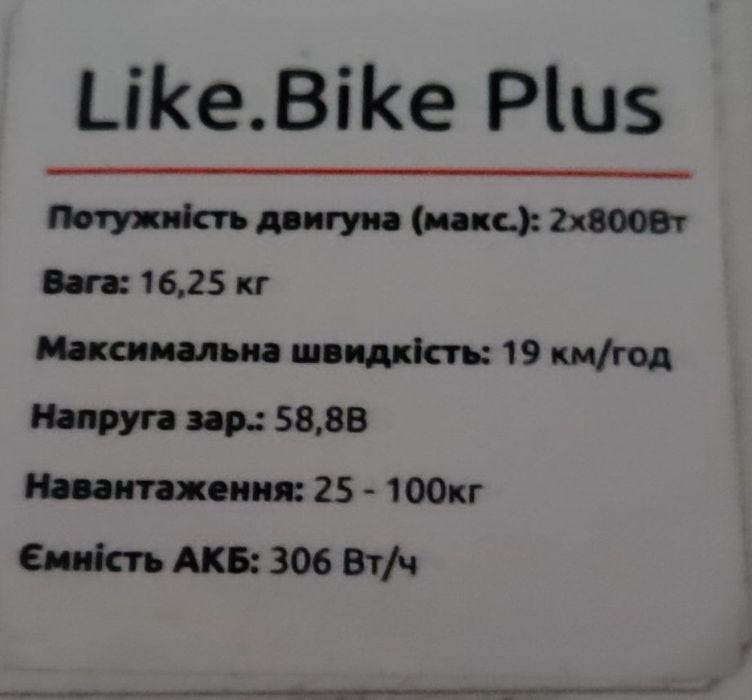 Like.Bike Plus
Потужність двигуна (макс.): 2x800Вт
Вага: 16,25 кг
Максимальна швидкість: 19 км/год
Напруга зар.: 58,8В
Навантаження: 25 - 100кг
Ємність АКБ: 306 Вт/ч